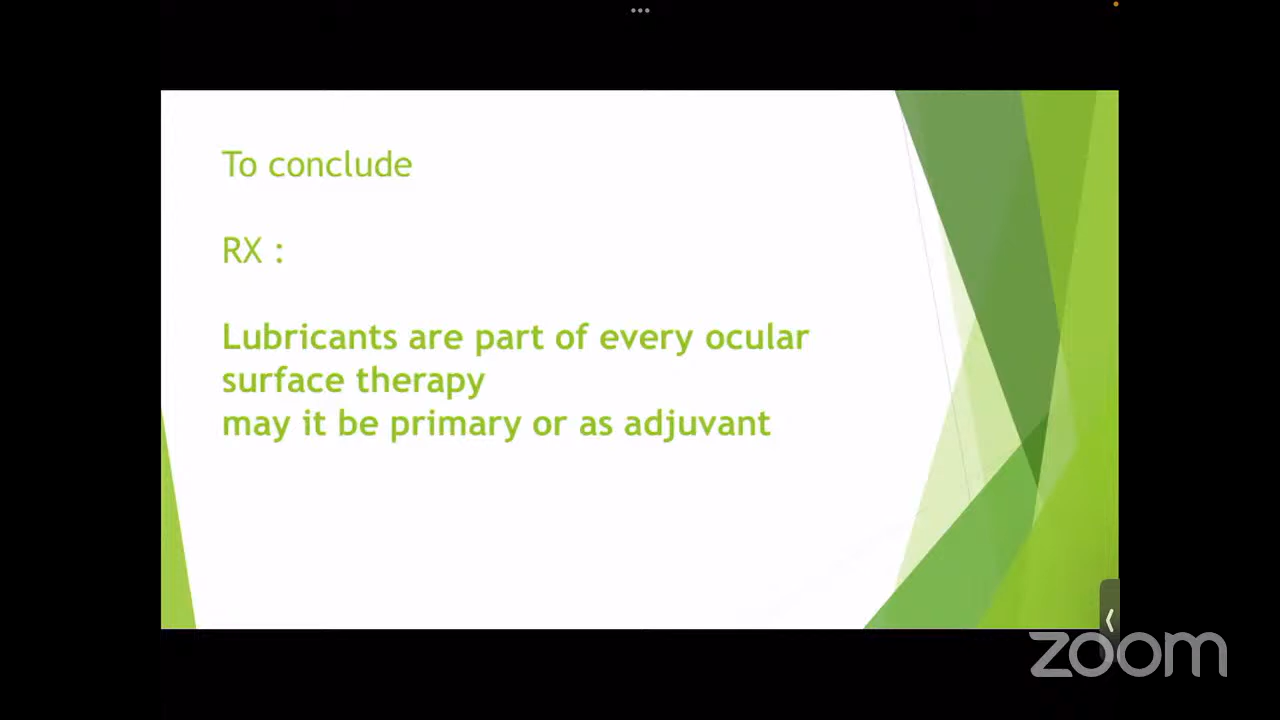 To conclude
RX :
Lubricants are part of every ocular
surface therapy
may it be primary or as adjuvant
zoom